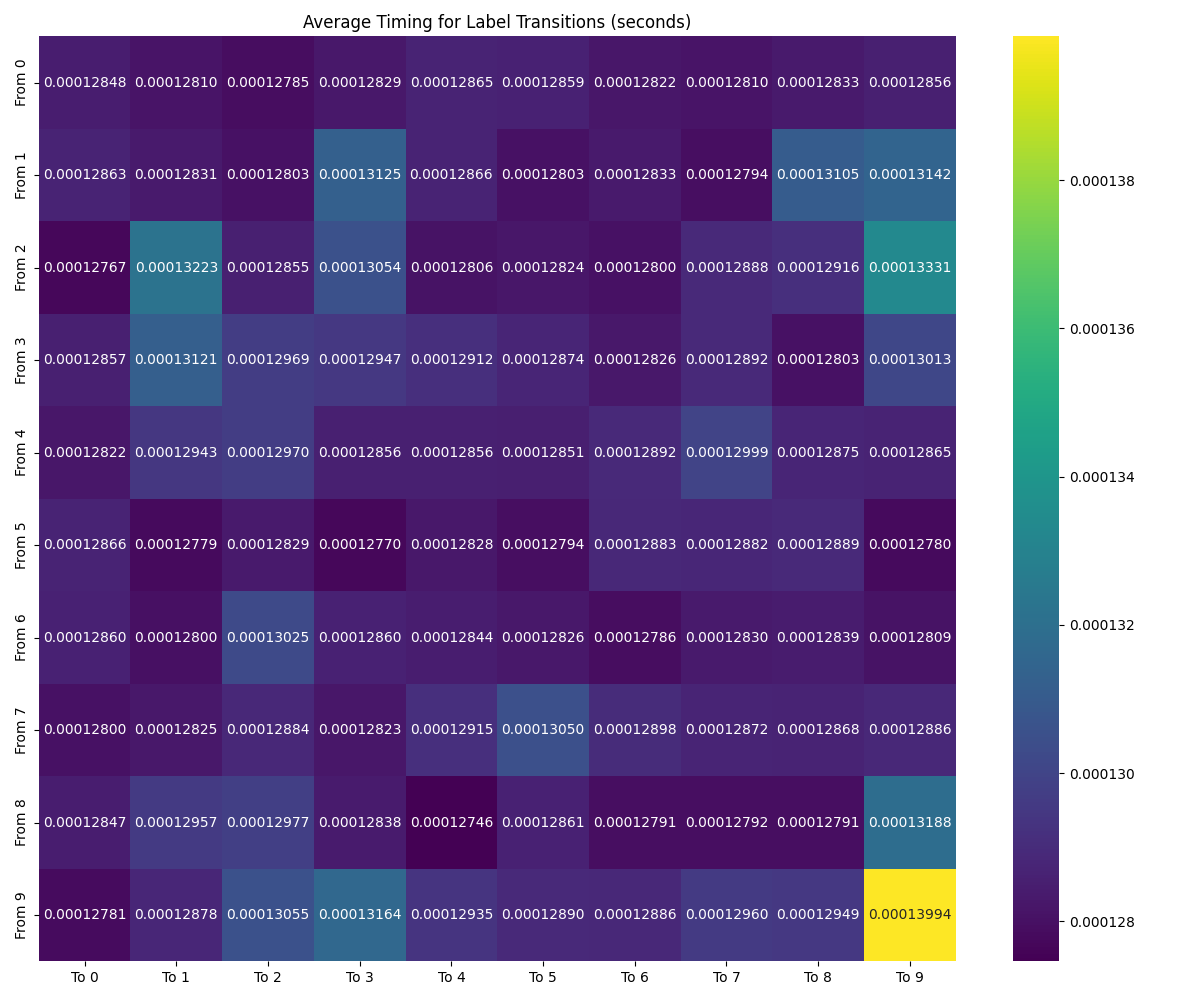 Average Timing for Label Transitions (seconds)
From 0 0.00012848 0.00012810 0.00012785 0.00012829 0.00012865 0.00012859 0.00012822 0.00012810 0.00012833 0.00012856
From 1 0.00012863 0.00012831 0.00012803 0.00013125 0.00012866 0.00012803 0.00012833 0.00012794 0.00013105 0.00013142
0.000138
From 2 0.00012767 0.00013223 0.00012855 0.00013054 0.00012806 0.00012824 0.00012800 0.00012888 0.00012916 0.00013331
0.000136
From 3 0.00012857 0.00013121 0.00012969 0.00012947 0.00012912 0.00012874 0.00012826 0.00012892 0.00012803 0.00013013
From 4 0.00012822 0.00012943 0.00012970 0.00012856 0.00012856 0.00012851 0.00012892 0.00012999 0.00012875 0.00012865
0.000134
From 5 0.00012866 0.00012779 0.00012829 0.00012770 0.00012828 0.00012794 0.00012883 0.00012882 0.00012889 0.00012780
0.000132
From 6 0.00012860 0.00012800 0.00013025 0.00012860 0.00012844 0.00012826 0.00012786 0.00012830 0.00012839 0.00012809
From 7 0.00012800 0.00012825 0.00012884 0.00012823 0.00012915 0.00013050 0.00012898 0.00012872 0.00012868 0.00012886
0.000130
From 8 0.00012847 0.00012957 0.00012977 0.00012838 0.00012746 0.00012861 0.00012791 0.00012792 0.00012791 0.00013188
From 9 0.00012781 0.00012878 0.00013055 0.00013164 0.00012935 0.00012890 0.00012886 0.00012960 0.00012949 0.00013994
0.000128
To 0 To 1 To 2 To 3 To 4 To 5 To 6 To 7 To 8 To 9